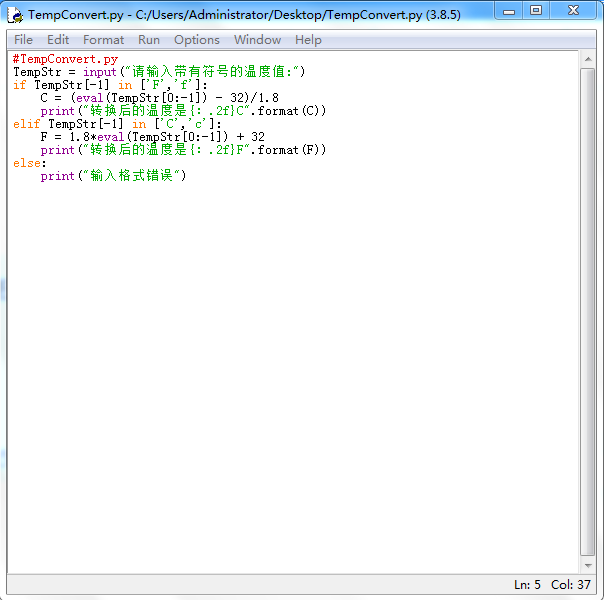 TempConvert.py - C:/Users/Administrator/Desktop/TempConvert.py (3.8.5)
File Edit Format Run Options Window Help
#TempConvert.py
TempStr = input("请输入带有符号的温度值:")
if TempStr[-1] in ['F','f']:
    C = (eval(TempStr[0:-1]) - 32)/1.8
    print("转换后的温度是{: .2f}C".format(C))
elif TempStr[-1] in ['C','c']:
    F = 1.8*eval(TempStr[0:-1]) + 32
    print("转换后的温度是{: .2f}F".format(F))
else:
    print("输入格式错误")
Ln: 5 Col: 37